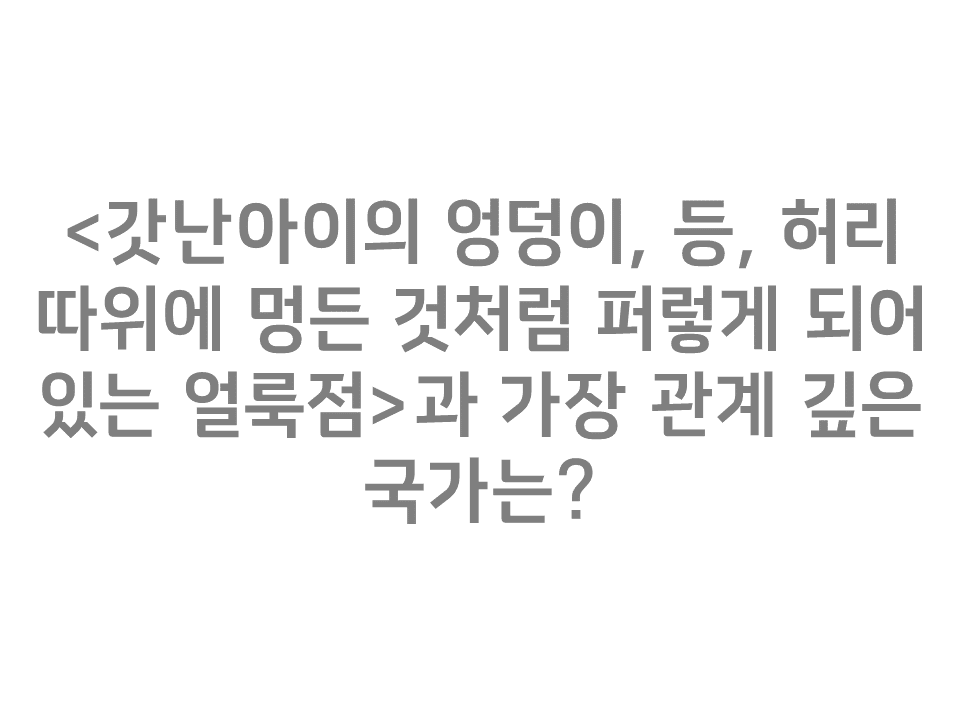 <갓난아이의 엉덩이, 등, 허리
따위에 멍든 것처럼 퍼렇게 되어
있는 얼룩점>과 가장 관계 깊은
국가는?